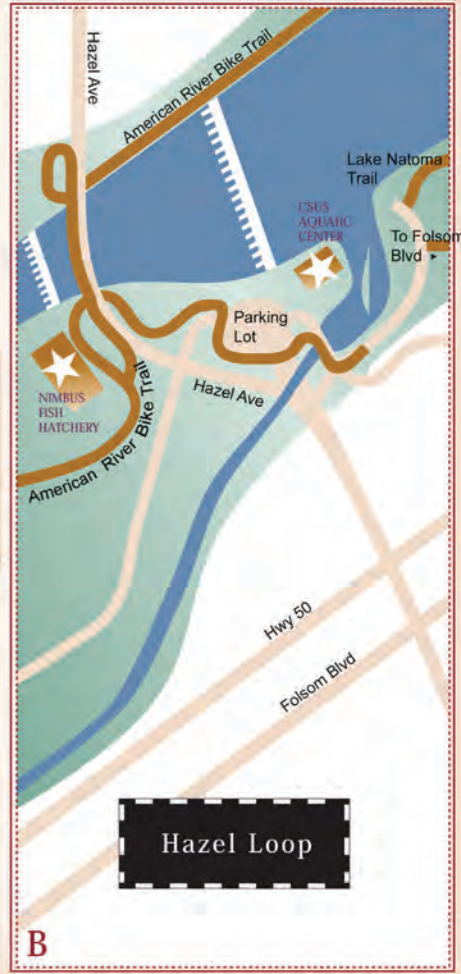 Hazel Ave
American River Bike Trail
Lake Natoma
Trail
CSUS
AQUATIC
CENTER
To Folsom
Blvd ▸
Parking
Lot
NIMBUS
FISH
HATCHERY
Hazel Ave
American River Bike Trail
Hwy 50
Folsom Blvd
Hazel Loop
B